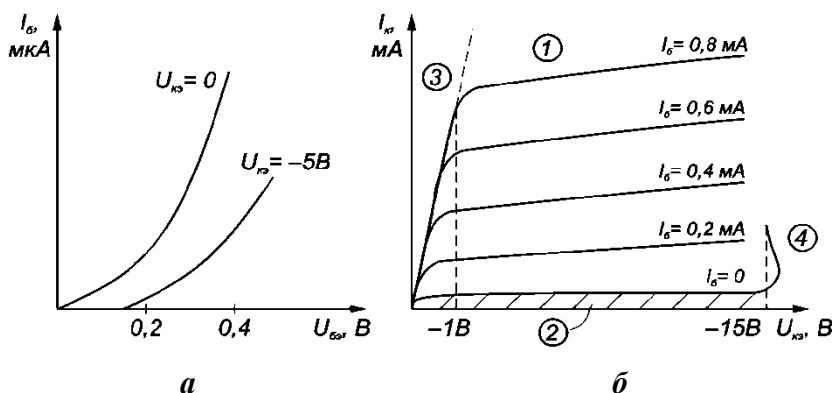 Iб,
мкА
Uкэ = 0
Uкэ = –5В
0,2
0,4
Uбэ, В
а
Iк,
мА
1
Iб= 0,8 мА
3
Iб= 0,6 мА
Iб= 0,4 мА
Iб= 0,2 мА
4
Iб= 0
–1В
2
–15В
Uкэ, В
б